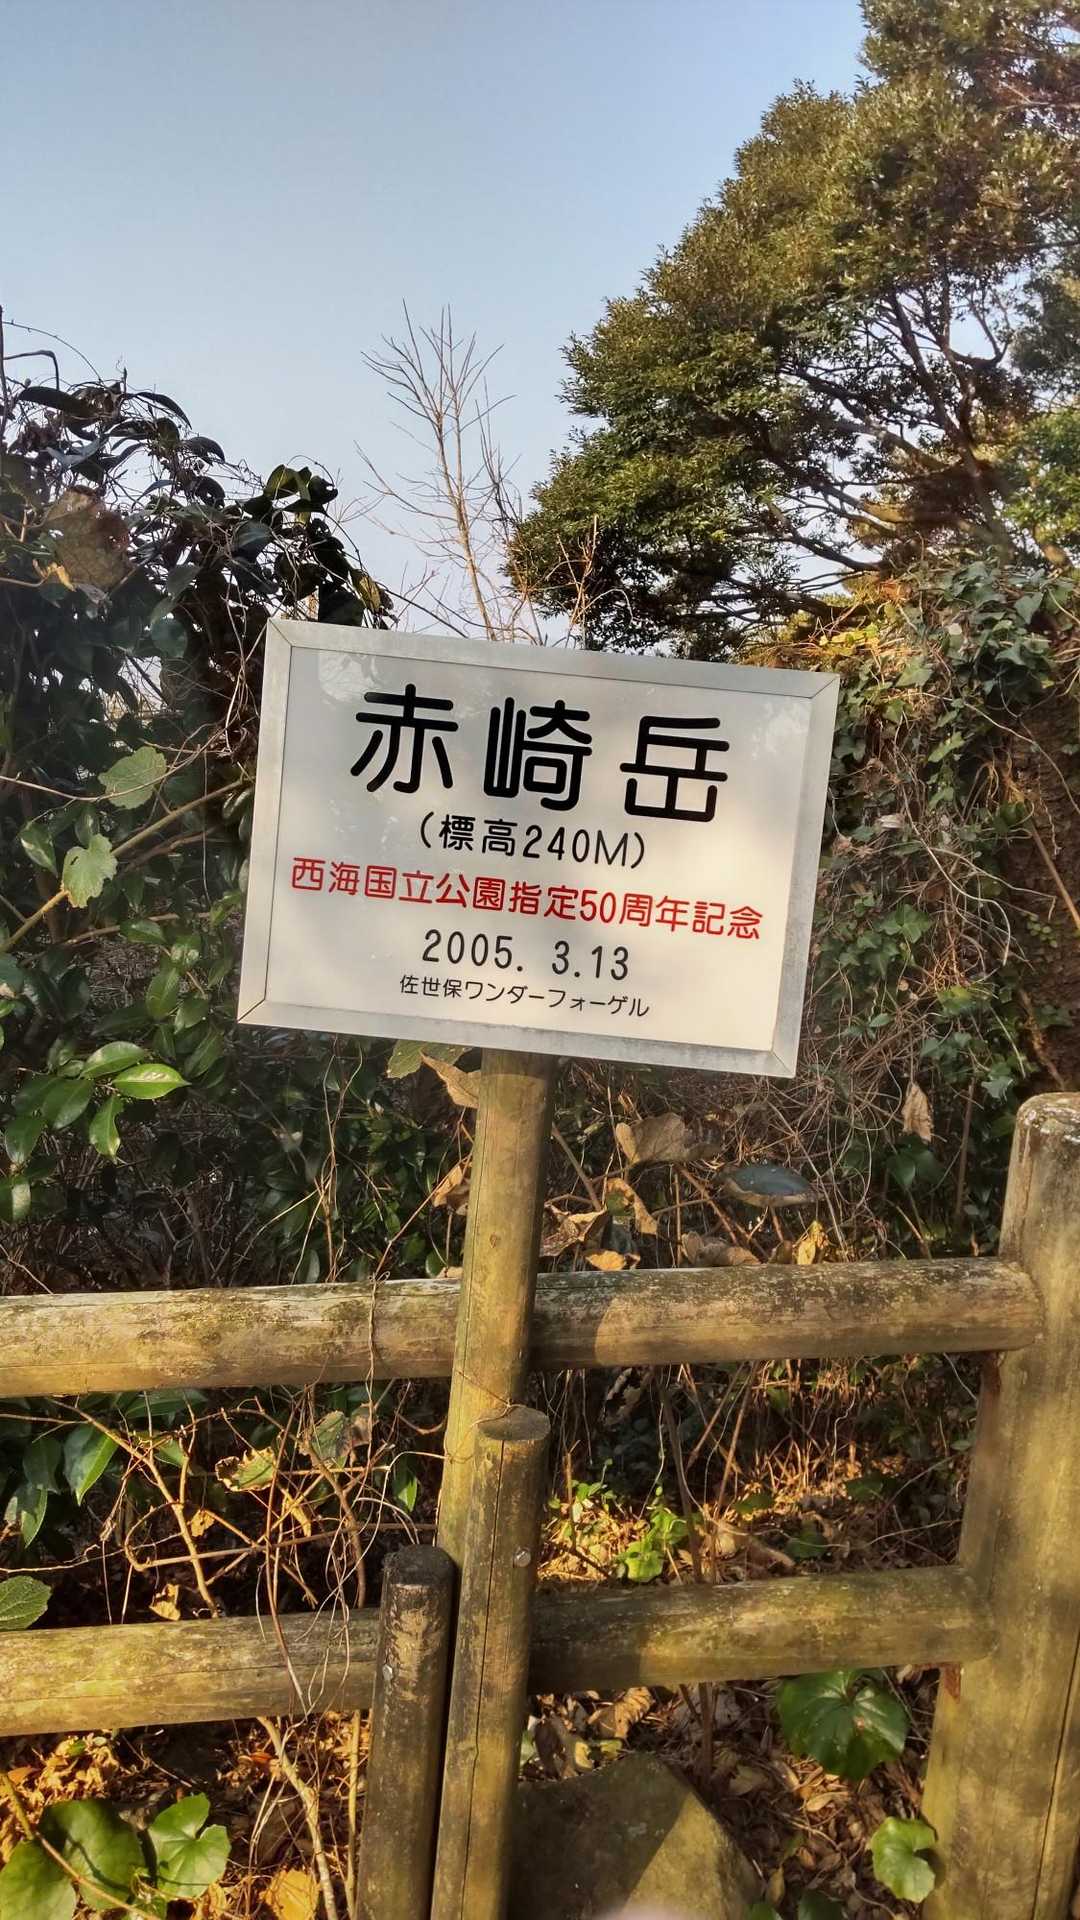 赤崎岳
(標高240M)
西海国立公園指定50周年記念
2005. 3.13
佐世保ワンダーフォーゲル